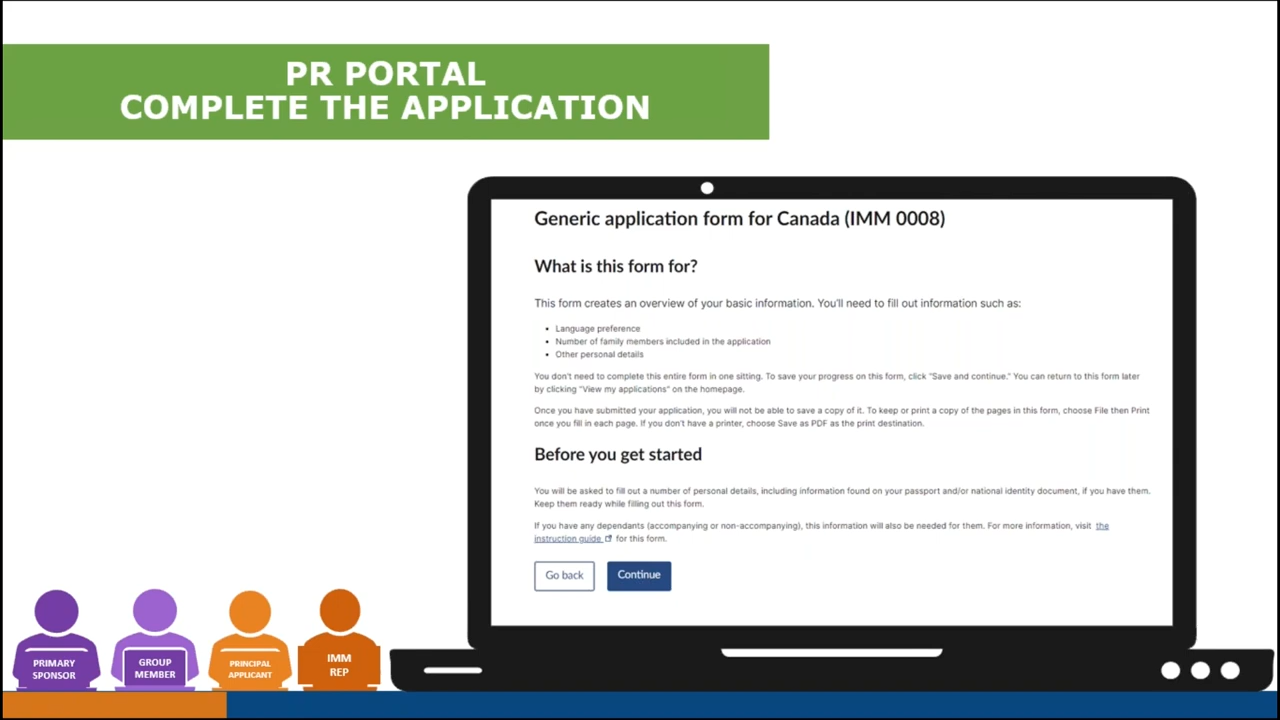 PR PORTAL
COMPLETE THE APPLICATION
Generic application form for Canada (IMM 0008)
What is this form for?
This form creates an overview of your basic information. You'll need to fill out information such as:
• Language preference
• Number of family members included in the application
• Other personal details
You don't need to complete this entire form in one sitting. To save your progress on this form, click "Save and continue." You can return to this form later
by clicking "View my applications" on the homepage.
Once you have submitted your application, you will not be able to save a copy of it. To keep or print a copy of the pages in this form, choose File then Print
once you fill in each page. If you don't have a printer, choose Save as PDF as the print destination.
Before you get started
You will be asked to fill out a number of personal details, including information found on your passport and/or national identity document, if you have them.
Keep them ready while filling out this form.
If you have any dependants (accompanying or non-accompanying), this information will also be needed for them. For more information, visit the
instruction guide for this form.
Go back Continue
PRIMARY
SPONSOR
GROUP
MEMBER
PRINCIPAL
APPLICANT
IMM
REP